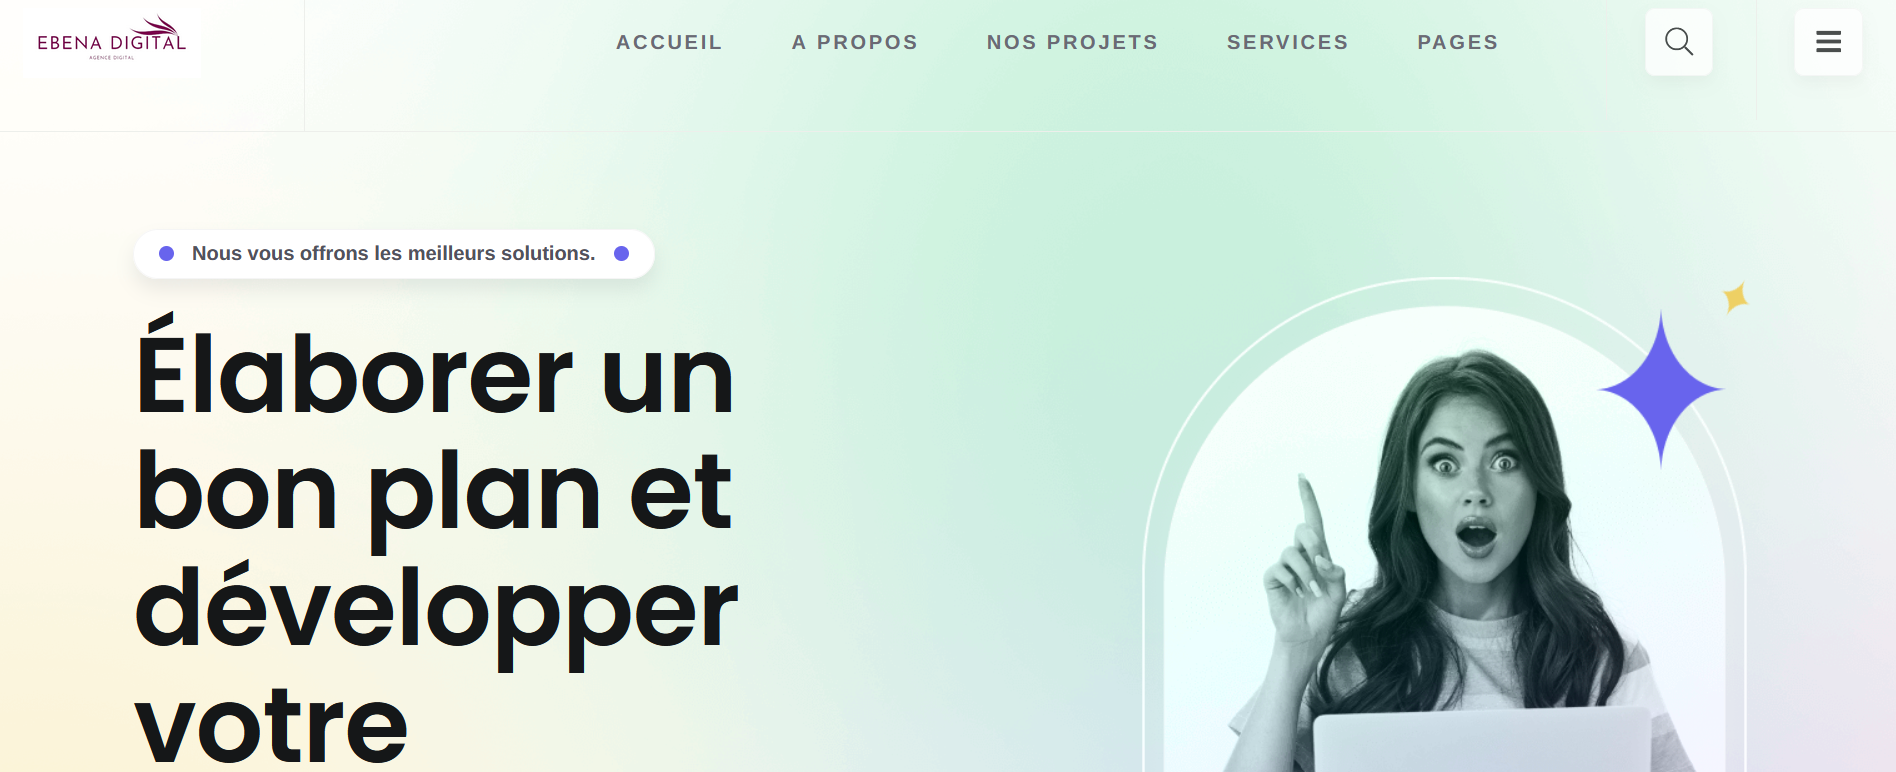 EBENA DIGITAL
AGENCE DIGITAL
ACCUEIL
A PROPOS
NOS PROJETS
SERVICES
PAGES
Nous vous offrons les meilleurs solutions.
Élaborer un
bon plan et
développer
votre